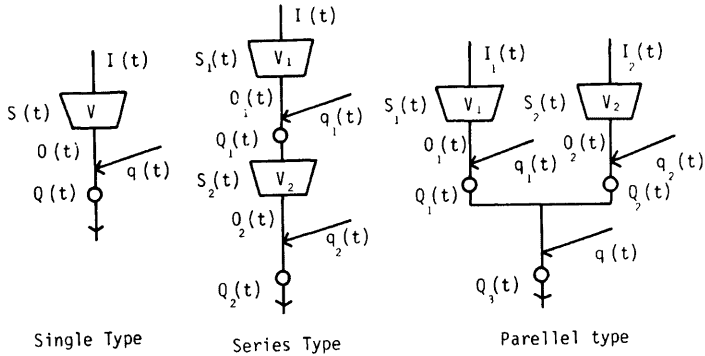 I(t)
S(t)
V
O(t)
q(t)
Q(t)
Single Type
I(t)
S₁(t)
V₁
O₁(t)
q₁(t)
Q₁(t)
S₂(t)
V₂
O₂(t)
q₂(t)
Q₂(t)
Series Type
I₁(t)
I₂(t)
S₁(t)
V₁
S₂(t)
V₂
O₁(t)
q₁(t)
O₂(t)
q₂(t)
Q₁(t)
Q₂(t)
q(t)
Q₃(t)
Parellel type